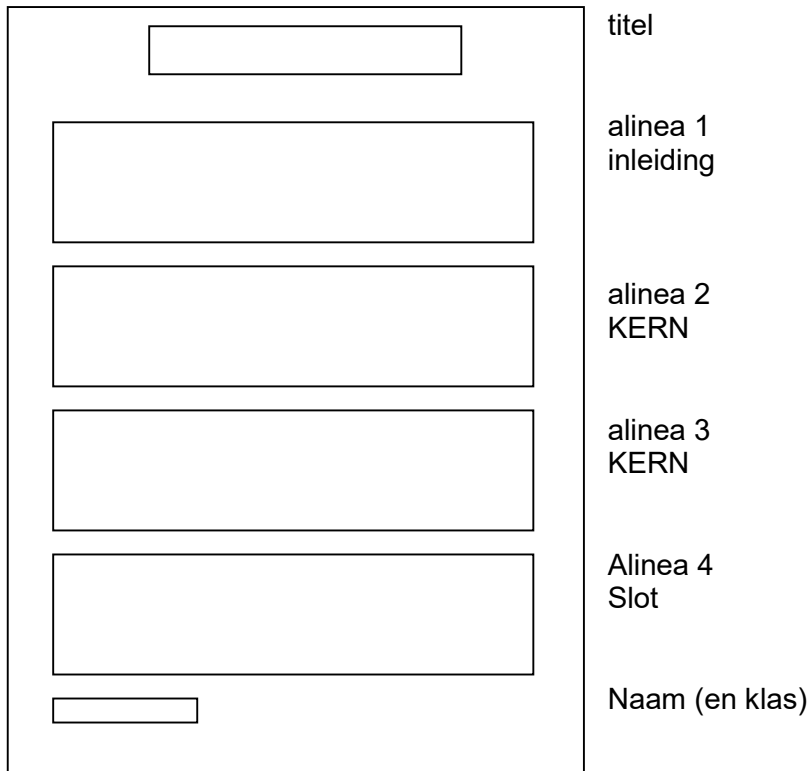 titel
alinea 1
inleiding
alinea 2
KERN
alinea 3
KERN
Alinea 4
Slot
Naam (en klas)